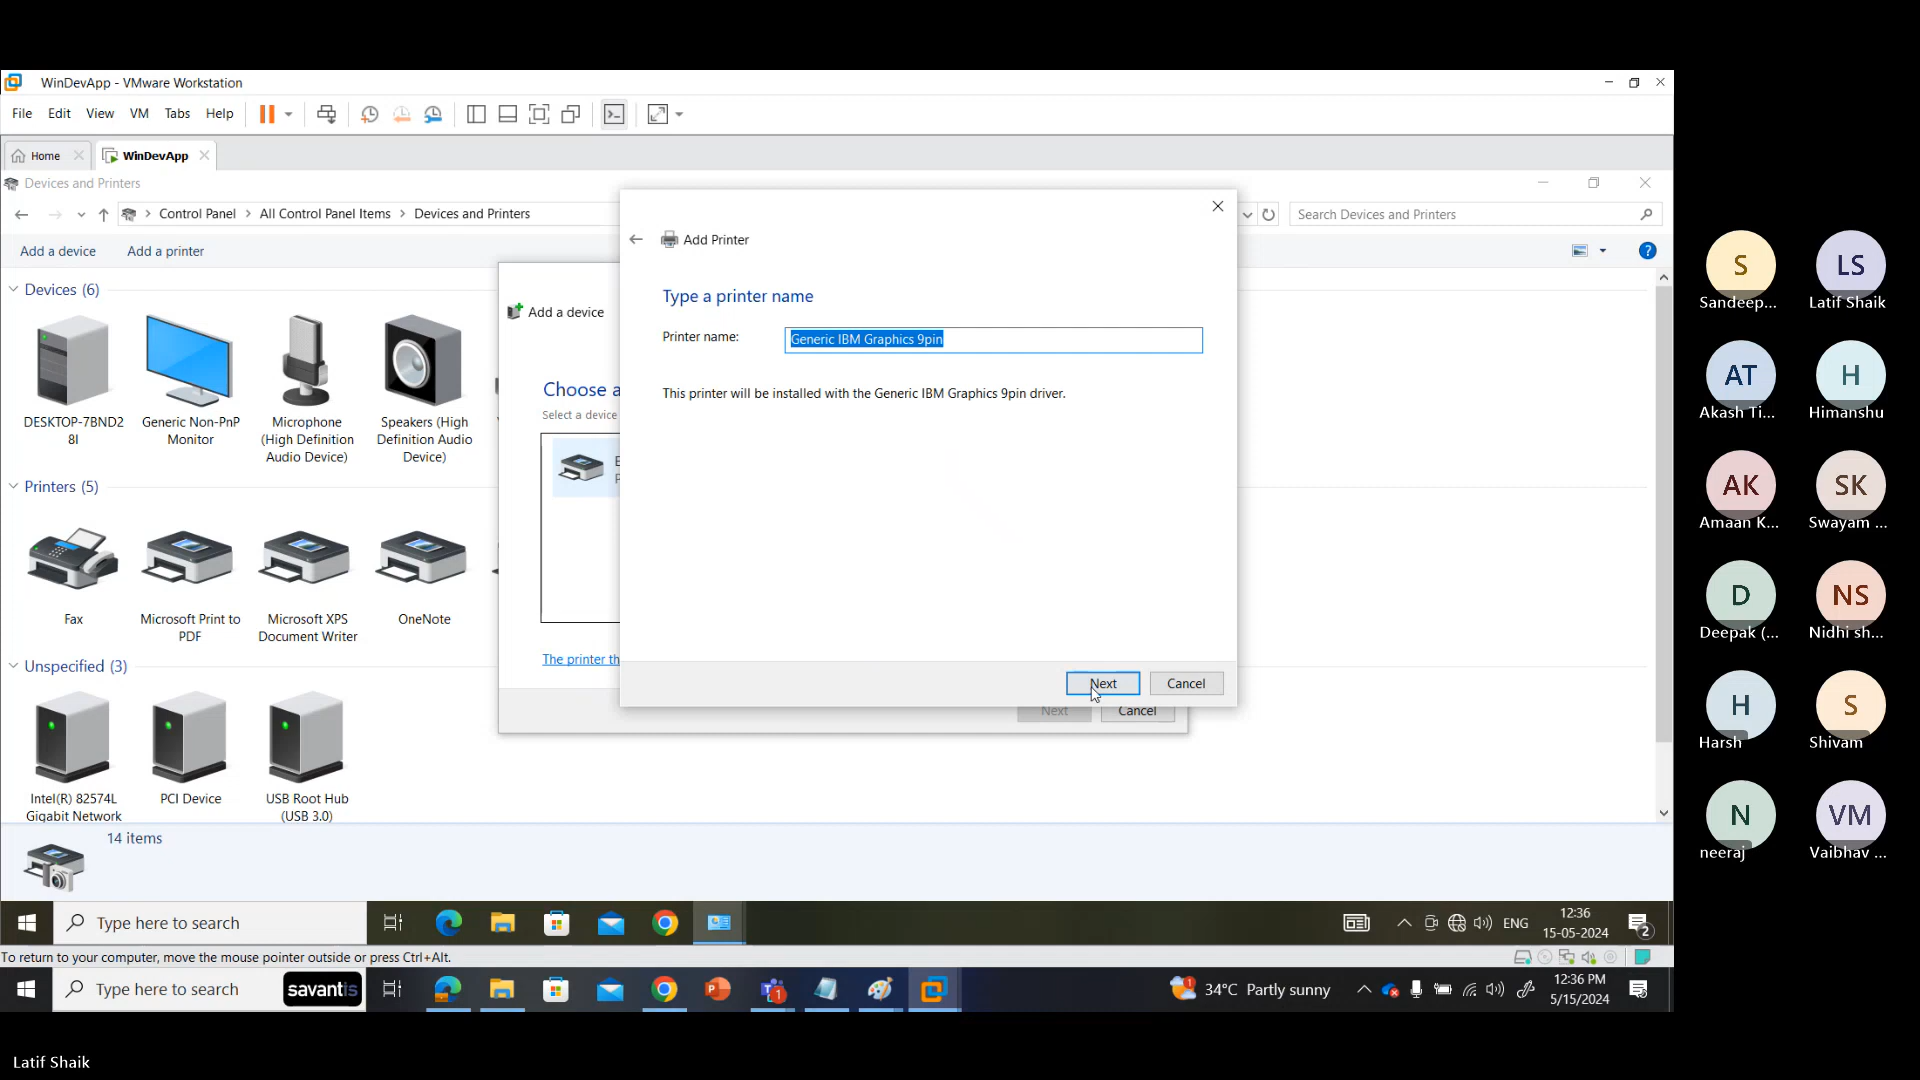 WinDevApp - VMware Workstation
File Edit View VM Tabs Help
Home
WinDevApp
Devices and Printers
Control Panel > All Control Panel Items > Devices and Printers
Search Devices and Printers
Add a device
Add a printer
Devices (6)
DESKTOP-7BND2
8I
Generic Non-PnP
Monitor
Microphone
(High Definition
Audio Device)
Speakers (High
Definition Audio
Device)
Printers (5)
Fax
Microsoft Print to
PDF
Microsoft XPS
Document Writer
OneNote
Unspecified (3)
Intel(R) 82574L
Gigabit Network
PCI Device
USB Root Hub
(USB 3.0)
14 items
Add a device
Choose a
Select a device
The printer th
Next
Cancel
Add Printer
Type a printer name
Printer name:
Generic IBM Graphics 9pin
This printer will be installed with the Generic IBM Graphics 9pin driver.
Next
Cancel
Type here to search
ENG
12:36
15-05-2024
2
To return to your computer, move the mouse pointer outside or press Ctrl+Alt.
Type here to search
savantis
1
34°C Partly sunny
12:36 PM
5/15/2024
S
Sandeep...
LS
Latif Shaik
AT
Akash Ti...
H
Himanshu
AK
Amaan K...
SK
Swayam ...
D
Deepak (...
NS
Nidhi sh...
H
Harsh
S
Shivam
N
neeraj
VM
Vaibhav ...
Latif Shaik